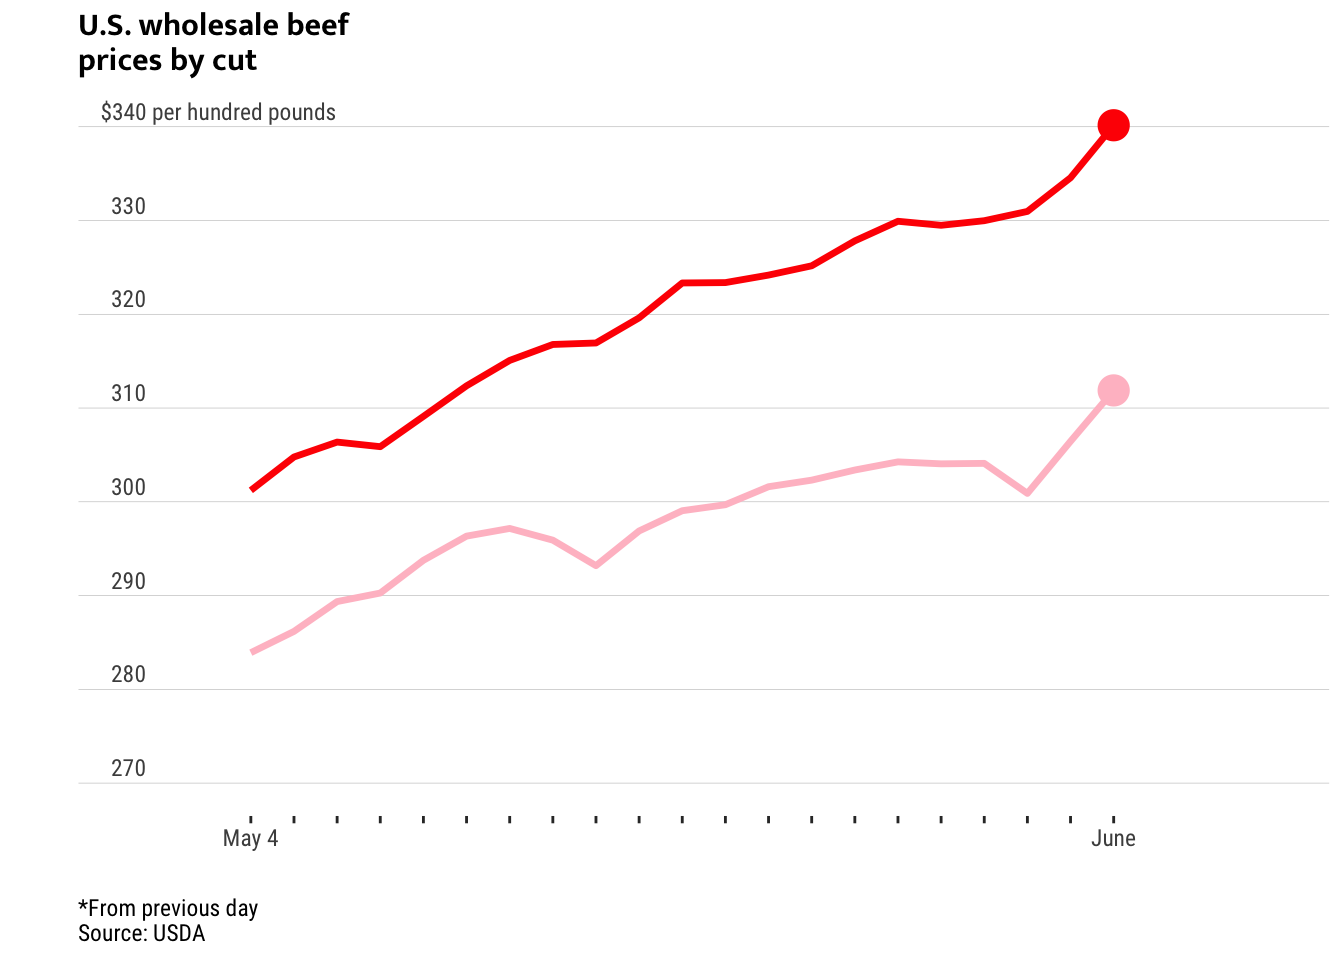 U.S. wholesale beef
prices by cut
$340 per hundred pounds
330
320
310
300
290
280
270
May 4
June
*From previous day
Source: USDA